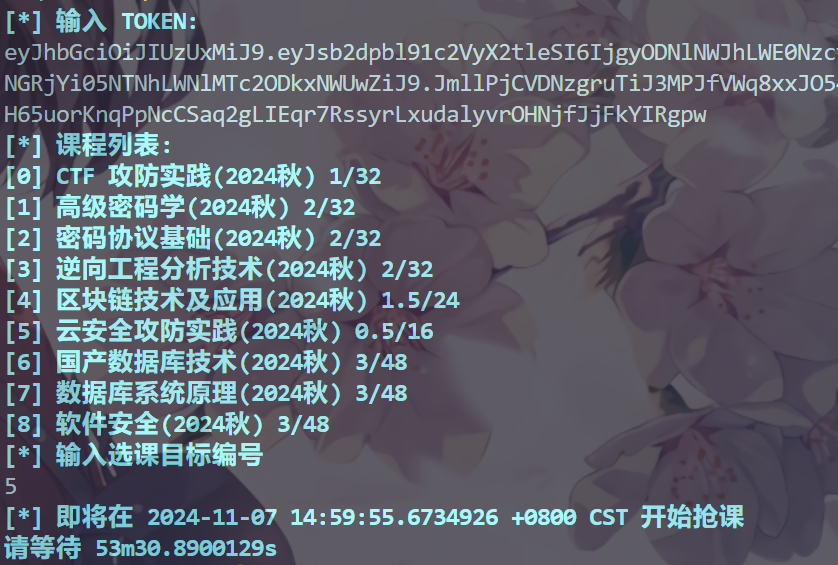 [*] 输入 TOKEN:
eyJhbGciOiJIUzUxMiJ9.eyJsb2dpbl91c2VyX2tleSI6IjgyODNlNWJhLWE0Nzc
NGRjYi05NTNhLWNlMTc2ODkxNWUwZiJ9.JmllPjCVDNzgruTiJ3MPJfVWq8xxJO54
H65uorKnqPpNcCSaq2gLIEqr7RssyrLxudalyvrOHNjfJjFkYIRgpw
[*] 课程列表:
[0] CTF 攻防实践(2024秋) 1/32
[1] 高级密码学(2024秋) 2/32
[2] 密码协议基础(2024秋) 2/32
[3] 逆向工程分析技术(2024秋) 2/32
[4] 区块链技术及应用(2024秋) 1.5/24
[5] 云安全攻防实践(2024秋) 0.5/16
[6] 国产数据库技术(2024秋) 3/48
[7] 数据库系统原理(2024秋) 3/48
[8] 软件安全(2024秋) 3/48
[*] 输入选课目标编号
5
[*] 即将在 2024-11-07 14:59:55.6734926 +0800 CST 开始抢课
请等待 53m30.8900129s